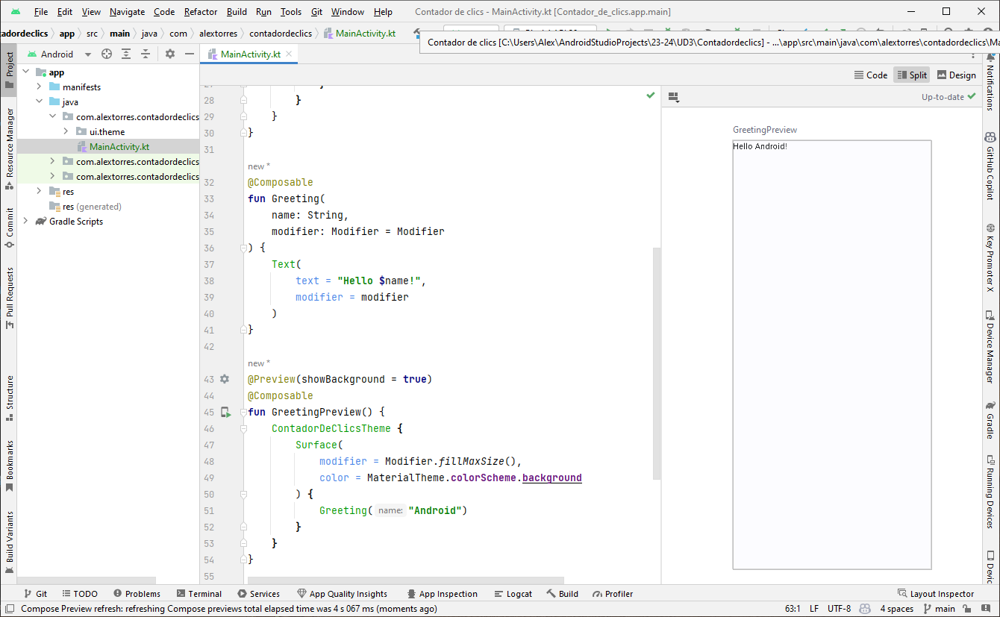 File Edit View Navigate Code Refactor Build Run Tools Git Window Help Contador de clics - MainActivity.kt [Contador_de_clics.app.main]
adordeclics app src main java com alextorres contadordeclics MainActivity.kt
Contador de clics [C:\Users\Alex\AndroidStudioProjects\23-24\UD3\Contadordeclics] - ...\app\src\main\java\com\alextorres\contadordeclics\Ma
Project
Resource Manager
Commit
Pull Requests
Structure
Bookmarks
Build Variants
Android
app
manifests
java
com.alextorres.contadordeclics
ui.theme
MainActivity.kt
com.alextorres.contadordeclics
com.alextorres.contadordeclics
res
res (generated)
Gradle Scripts
MainActivity.kt
Code Split Design
28 }
29 }
30 }
31
new *
32 @Composable
33 fun Greeting(
34 name: String,
35 modifier: Modifier = Modifier
36 ) {
37 Text(
38 text = "Hello $name!",
39 modifier = modifier
40 )
41 }
42
new *
43 @Preview(showBackground = true)
44 @Composable
45 fun GreetingPreview() {
46 ContadorDeClicsTheme {
47 Surface(
48 modifier = Modifier.fillMaxSize(),
49 color = MaterialTheme.colorScheme.background
50 ) {
51 Greeting( name: "Android")
52 }
53 }
54 }
55
Up-to-date
GreetingPreview
Hello Android!
Notifications
GitHub Copilot
Key Promoter X
Device Manager
Gradle
Running Devices
Devic
Git TODO Problems Terminal Services App Quality Insights App Inspection Logcat Build Profiler Layout Inspector
Compose Preview refresh: refreshing Compose previews total elapsed time was 4 s 067 ms (moments ago) 63:1 LF UTF-8 4 spaces main